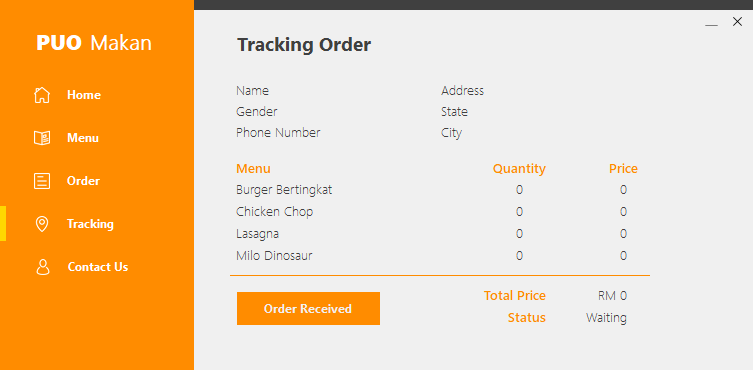 PUO Makan
Home
Menu
Order
Tracking
Contact Us
Tracking Order
Name Address
Gender State
Phone Number City
Menu Quantity Price
Burger Bertingkat 0 0
Chicken Chop 0 0
Lasagna 0 0
Milo Dinosaur 0 0
Order Received
Total Price RM 0
Status Waiting